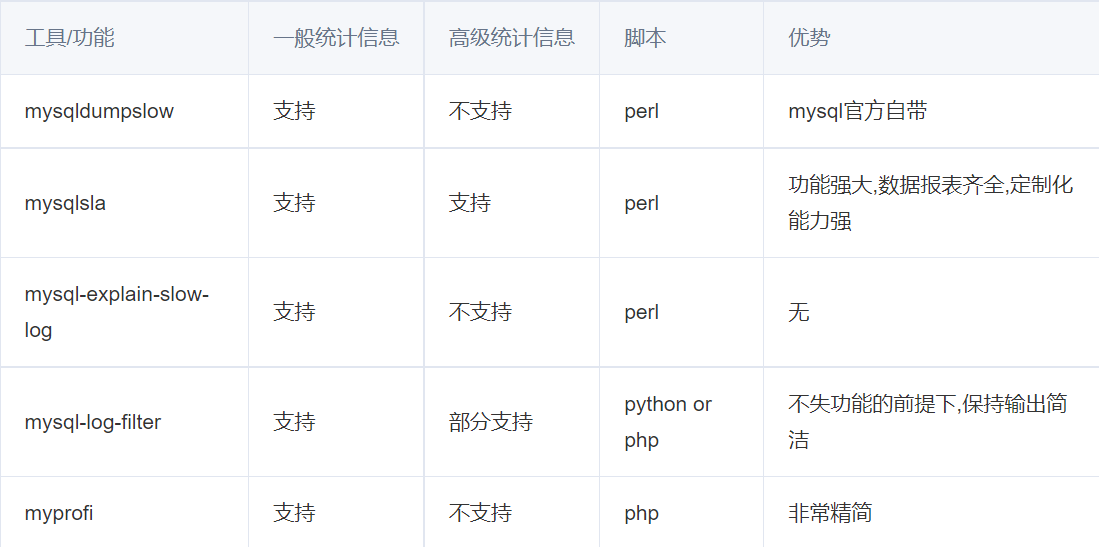 工具/功能 一般统计信息 高级统计信息 脚本 优势
mysqldumpslow 支持 不支持 perl mysql官方自带
mysqlsla 支持 支持 perl 功能强大,数据报表齐全,定制化
能力强
mysql-explain-slow-
log 支持 不支持 perl 无
mysql-log-filter 支持 部分支持 python or
php 不失功能的前提下,保持输出简
洁
myprofi 支持 不支持 php 非常精简